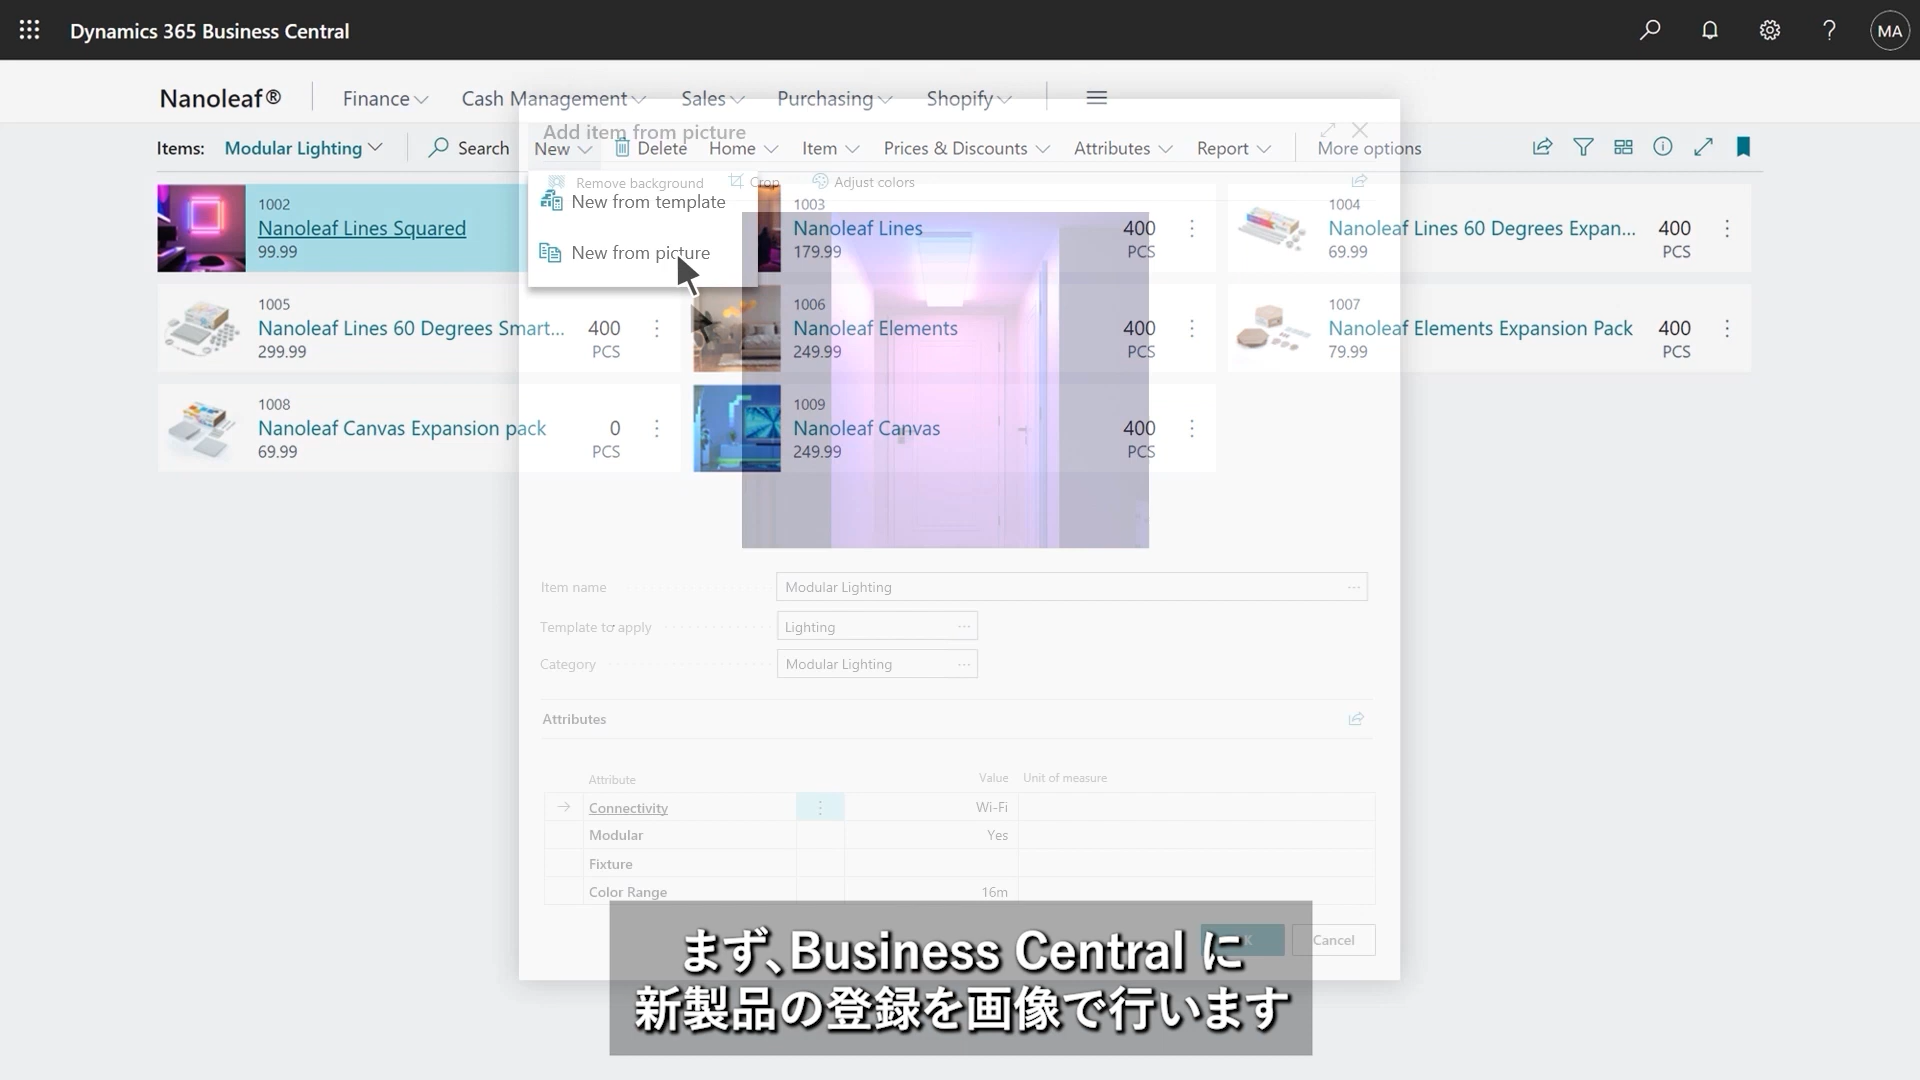 Dynamics 365 Business Central
MA
Nanoleaf®
Finance
Cash Management
Sales
Purchasing
Shopify
Items:
Modular Lighting
Search
New
Delete
Home
Item
Prices & Discounts
Attributes
Report
More options
Add item from picture
Remove background
Crop
Adjust colors
New from template
New from picture
1002
Nanoleaf Lines Squared
99.99
1003
Nanoleaf Lines
179.99
400
PCS
1004
Nanoleaf Lines 60 Degrees Expan...
69.99
400
PCS
1005
Nanoleaf Lines 60 Degrees Smart...
299.99
400
PCS
1006
Nanoleaf Elements
249.99
400
PCS
1007
Nanoleaf Elements Expansion Pack
79.99
400
PCS
1008
Nanoleaf Canvas Expansion pack
69.99
0
PCS
1009
Nanoleaf Canvas
249.99
400
PCS
Item name
Modular Lighting
Template to apply
Lighting
Category
Modular Lighting
Attributes
Attribute
Value
Unit of measure
Connectivity
Wi-Fi
Modular
Yes
Fixture
Color Range
16m
Cancel
まず、Business Central に
新製品の登録を画像で行います